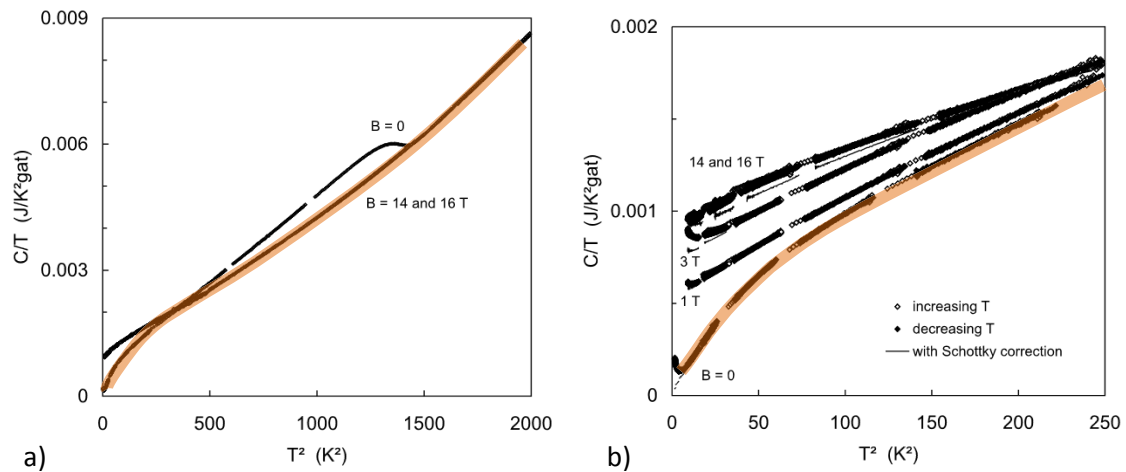 0.009
0.006
0.003
0
C/T (J/K²gat)
B = 0
B = 14 and 16 T
0 500 1000 1500 2000
T² (K²)
a)
0.002
0.001
0
C/T (J/K²gat)
14 and 16 T
3 T
1 T
B = 0
increasing T
decreasing T
with Schottky correction
0 50 100 150 200 250
T² (K²)
b)